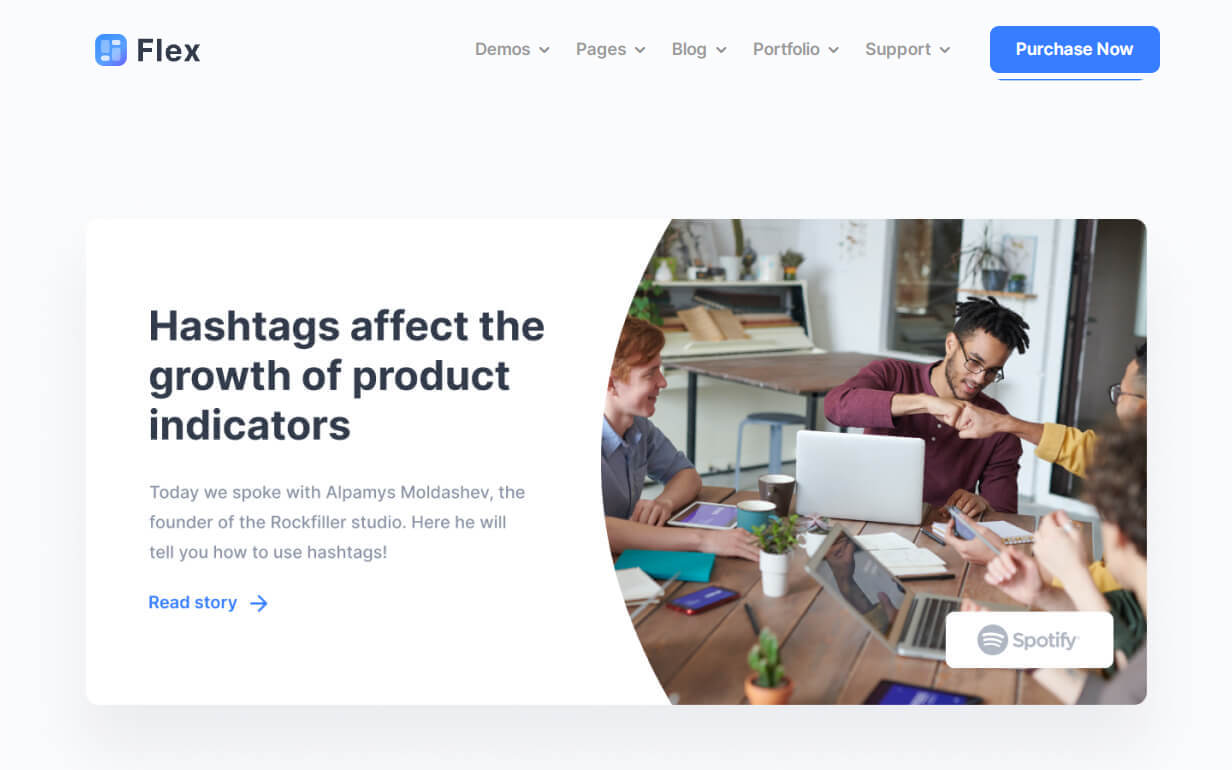 Flex
Demos
Pages
Blog
Portfolio
Support
Purchase Now
Hashtags affect the
growth of product
indicators
Today we spoke with Alpamys Moldashev, the
founder of the Rockfiller studio. Here he will
tell you how to use hashtags!
Read story
Spotify